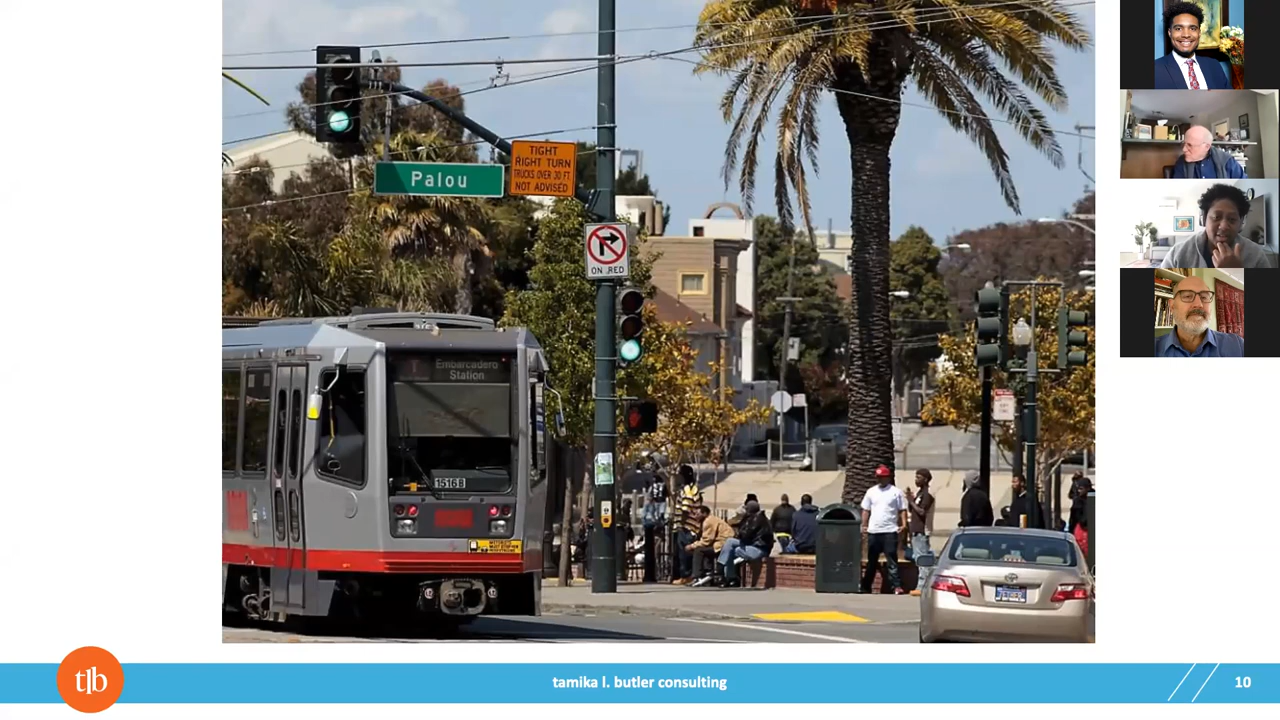 Palou
TIGHT
RIGHT TURN
TRUCKS OVER 30 FT
NOT ADVISED
ON RED
T Embarcadero
Station
1516B
tlb
tamika l. butler consulting
10